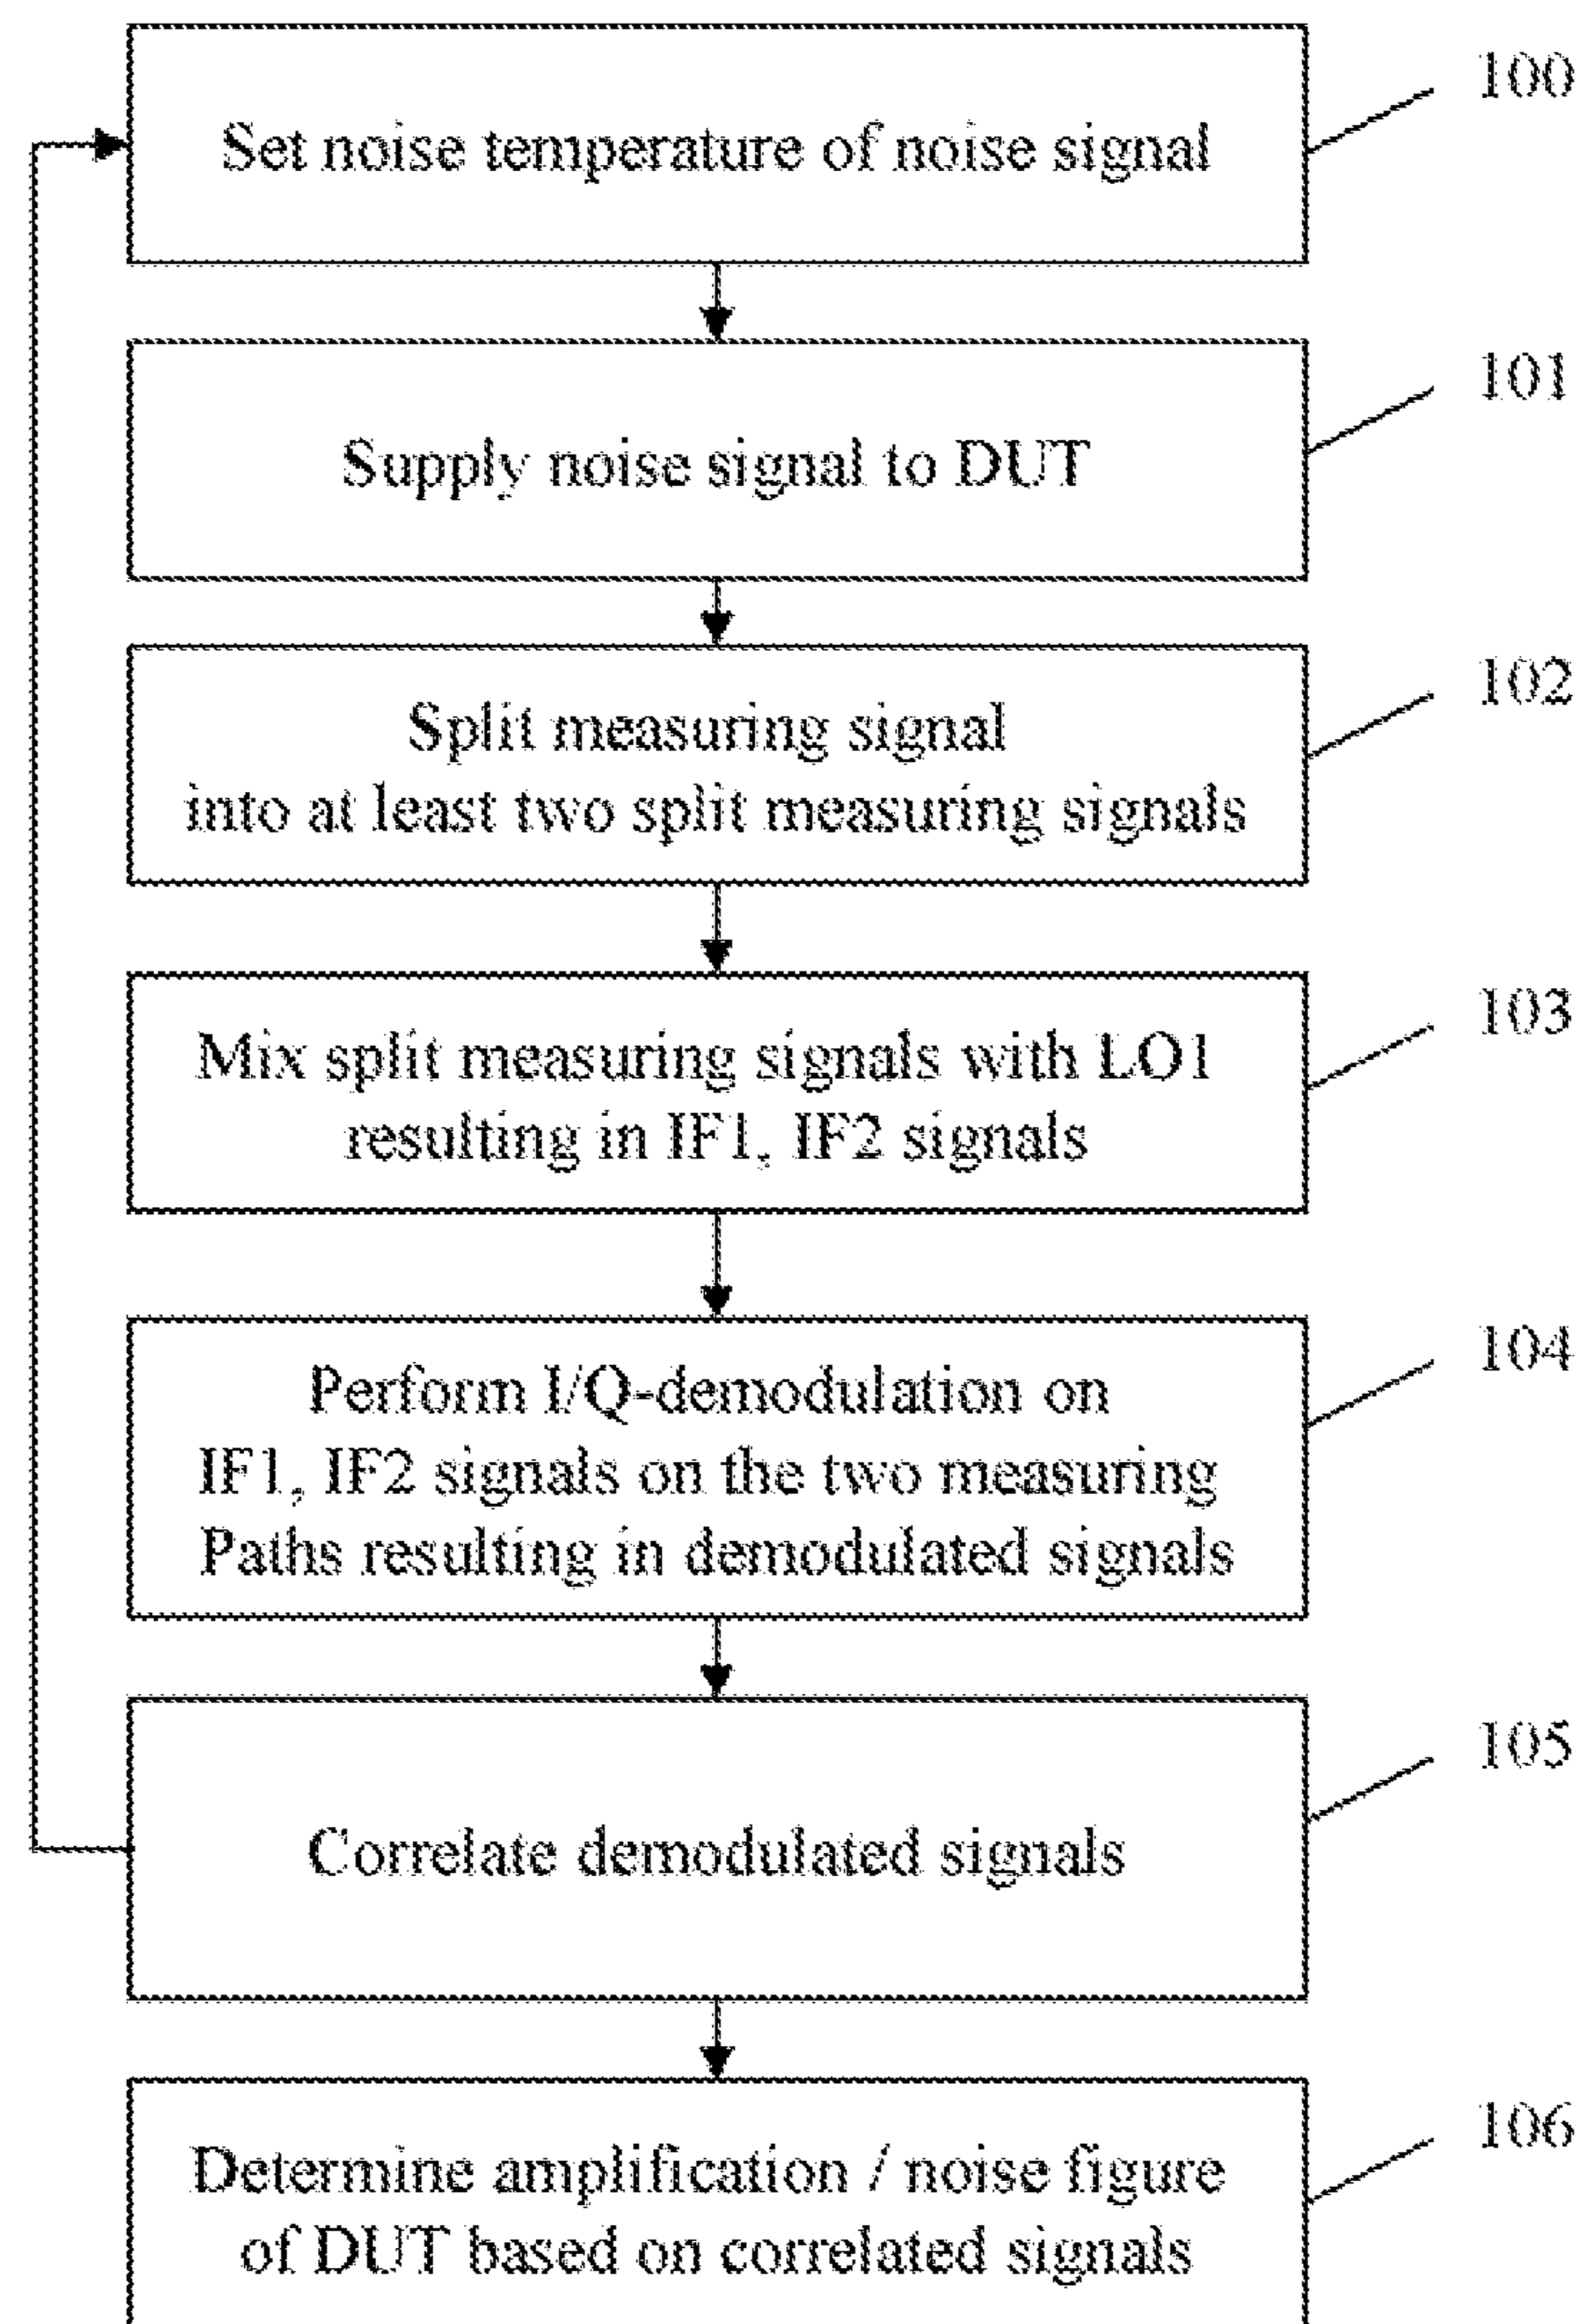 100
Set noise temperature of noise signal
101
Supply noise signal to DUT
102
Split measuring signal
into at least two split measuring signals
103
Mix split measuring signals with LO1
resulting in IF1, IF2 signals
104
Perform I/Q-demodulation on
IF1, IF2 signals on the two measuring
Paths resulting in demodulated signals
105
Correlate demodulated signals
106
Determine amplification / noise figure
of DUT based on correlated signals